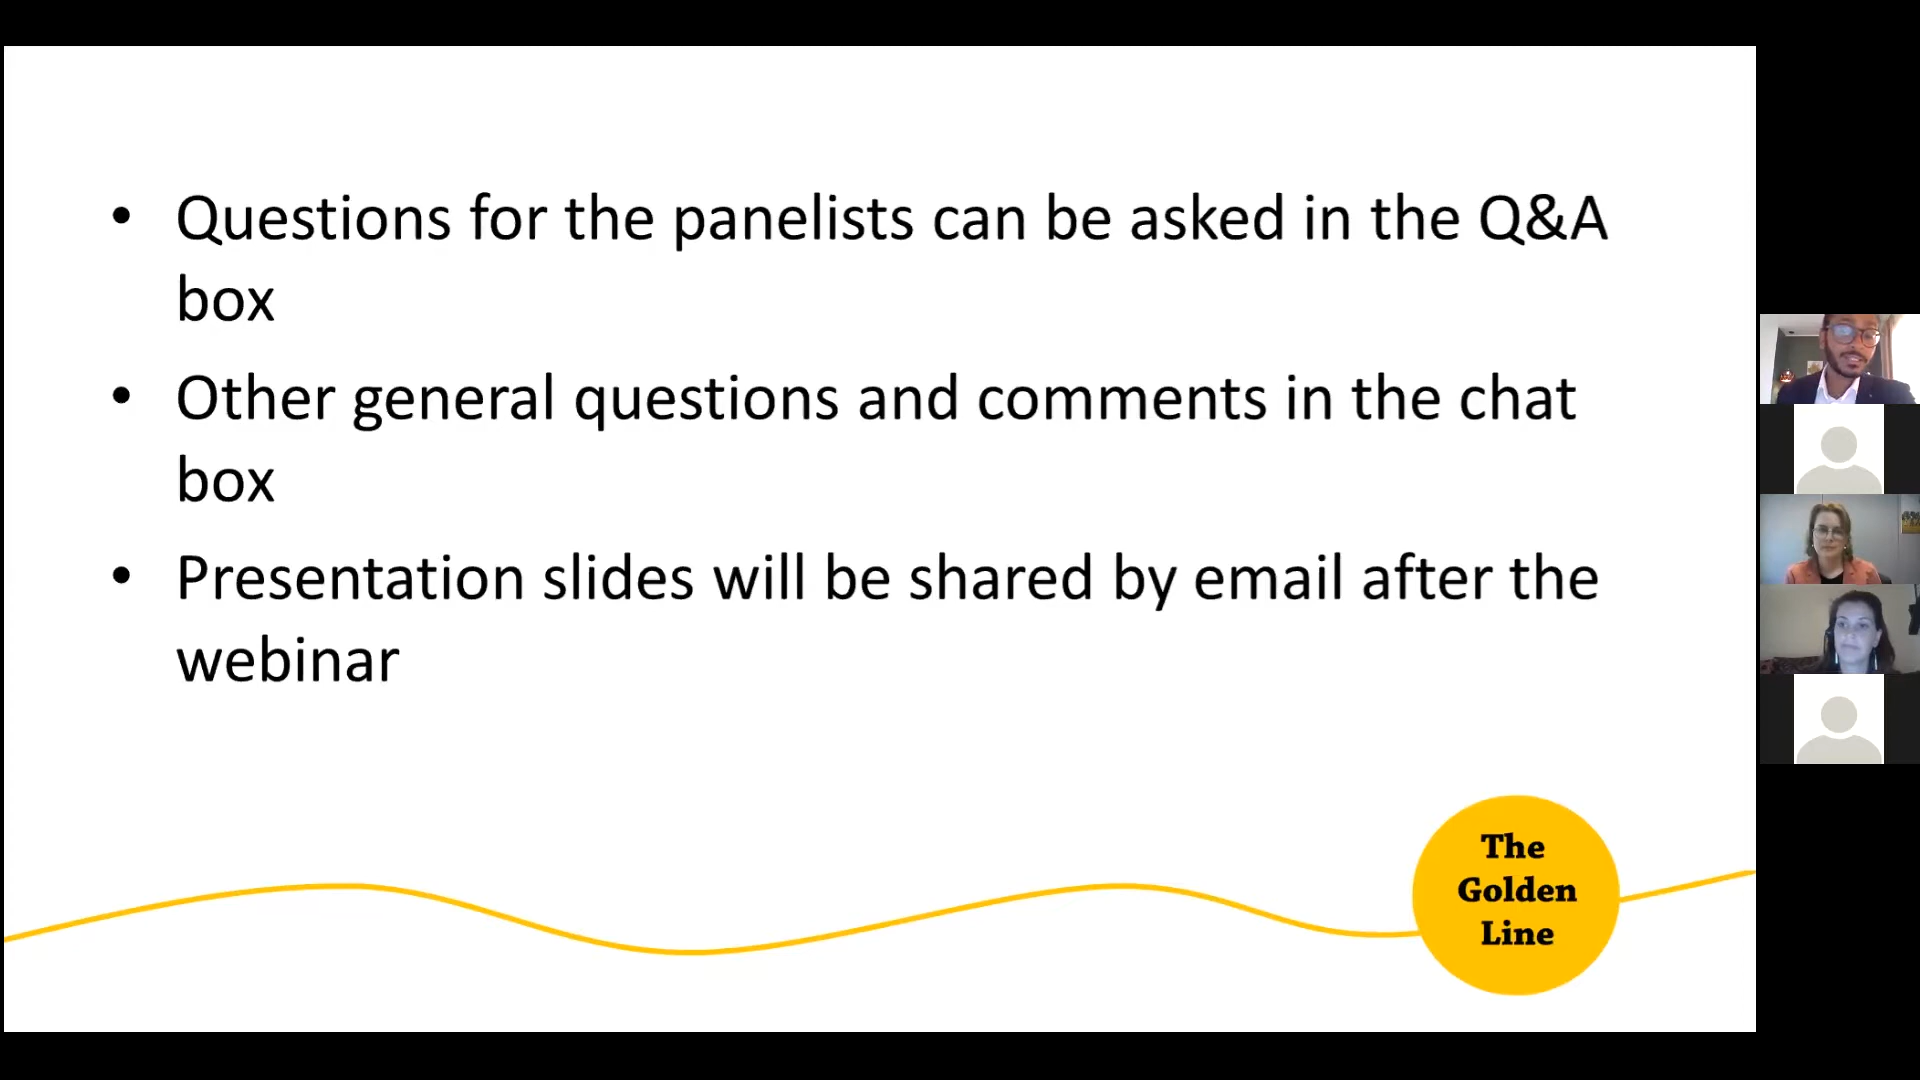 • Questions for the panelists can be asked in the Q&A
box
• Other general questions and comments in the chat
box
• Presentation slides will be shared by email after the
webinar
The
Golden
Line